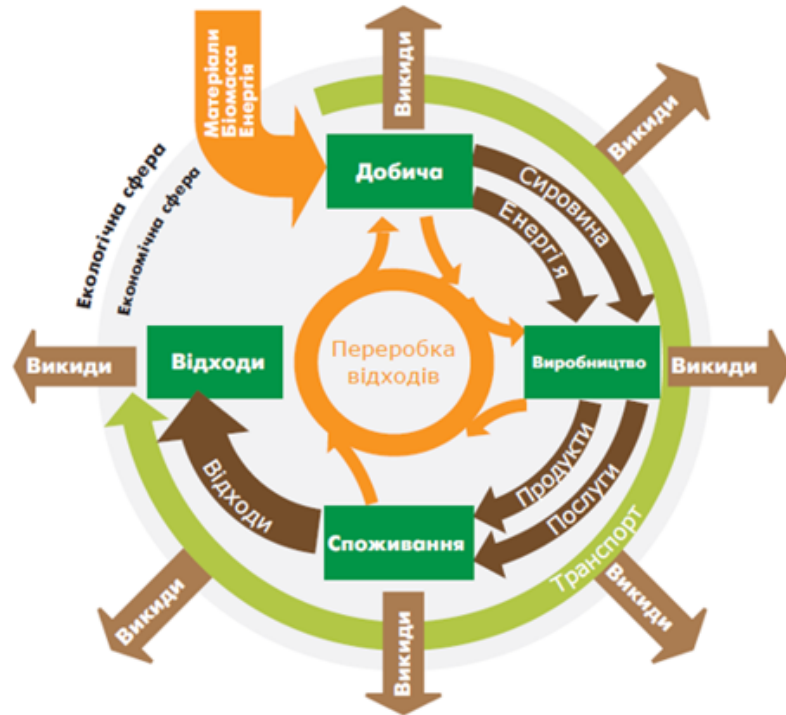 Матеріали
Біомасса
Енергія
Викиди
Викиди
Добича
Сировина
Енергія
Екологічна сфера
Економічна сфера
Переробка
відходів
Викиди
Відходи
Виробництво
Викиди
Відходи
Продукти
Послуги
Споживання
Транспорт
Викиди
Викиди
Викиди